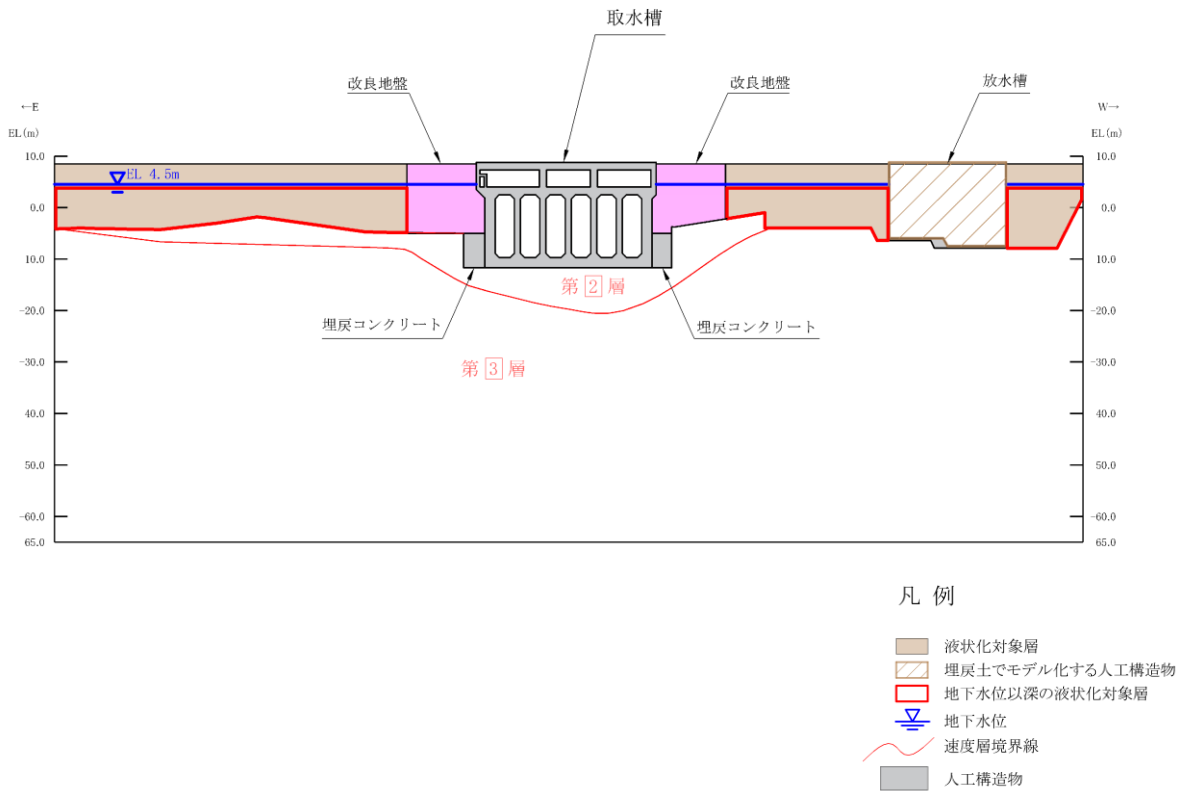 取水槽
改良地盤
改良地盤
放水槽
←E
W→
EL(m)
EL(m)
10.0
10.0
EL 4.5m
0.0
0.0
10.0
10.0
第2層
-20.0
-20.0
埋戻コンクリート
埋戻コンクリート
-30.0
-30.0
第3層
40.0
40.0
50.0
50.0
-60.0
-60.0
65.0
65.0
凡 例
液状化対象層
埋戻土でモデル化する人工構造物
地下水位以深の液状化対象層
地下水位
速度層境界線
人工構造物